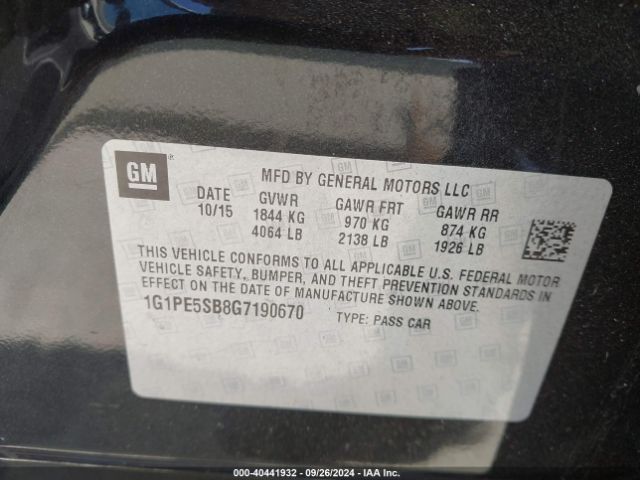 GM®
MFD BY GENERAL MOTORS LLC
DATE GVWR GAWR FRT GAWR RR
10/15 1844 KG 970 KG 874 KG
4064 LB 2138 LB 1926 LB
THIS VEHICLE CONFORMS TO ALL APPLICABLE U.S. FEDERAL MOTOR
VEHICLE SAFETY, BUMPER, AND THEFT PREVENTION STANDARDS IN
EFFECT ON THE DATE OF MANUFACTURE SHOWN ABOVE.
1G1PE5SB8G7190670 TYPE: PASS CAR
000-40441932 - 09/26/2024 - IAA Inc.